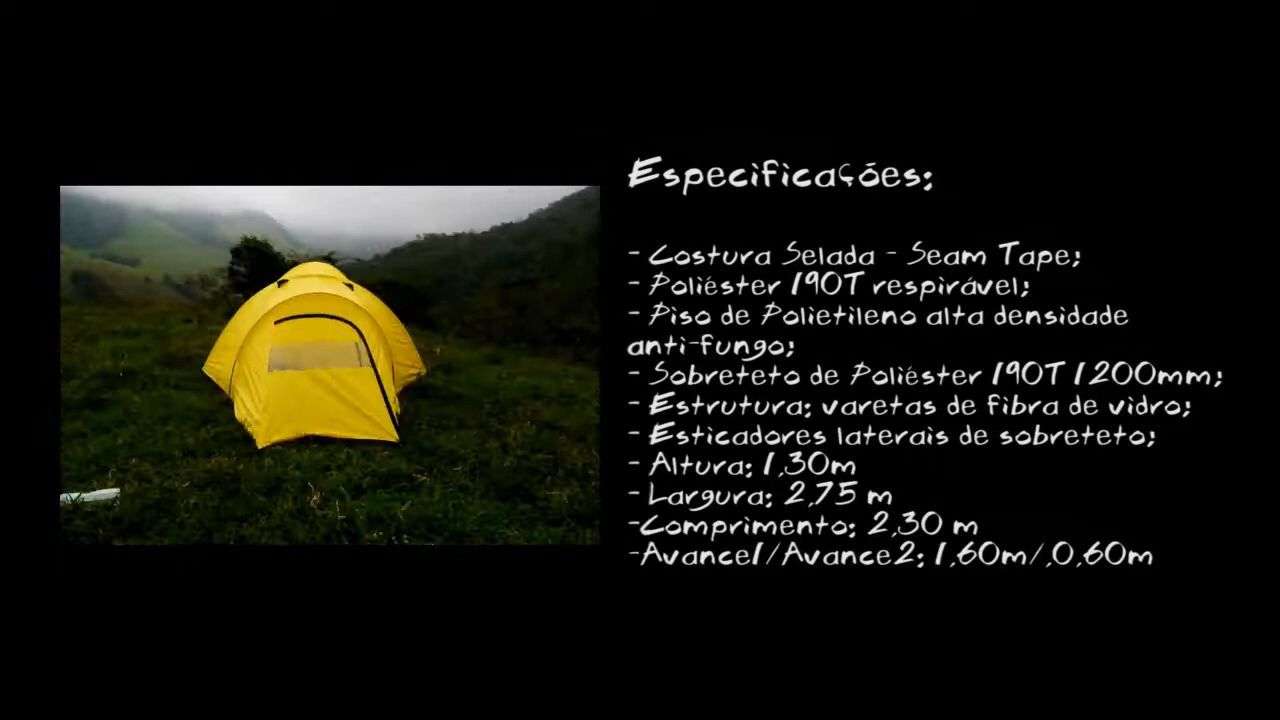 Especificações:
- Costura Selada - Seam Tape;
- Poliéster 190T respirável;
- Piso de Polietileno alta densidade
anti-fungo;
- Sobreteto de Poliéster 190T 1200mm;
- Estrutura: varetas de fibra de vidro;
- Esticadores laterais de sobreteto;
- Altura: 1,30m
- Largura: 2,75 m
-Comprimento: 2,30 m
-Avance1/Avance2: 1,60m/,0,60m